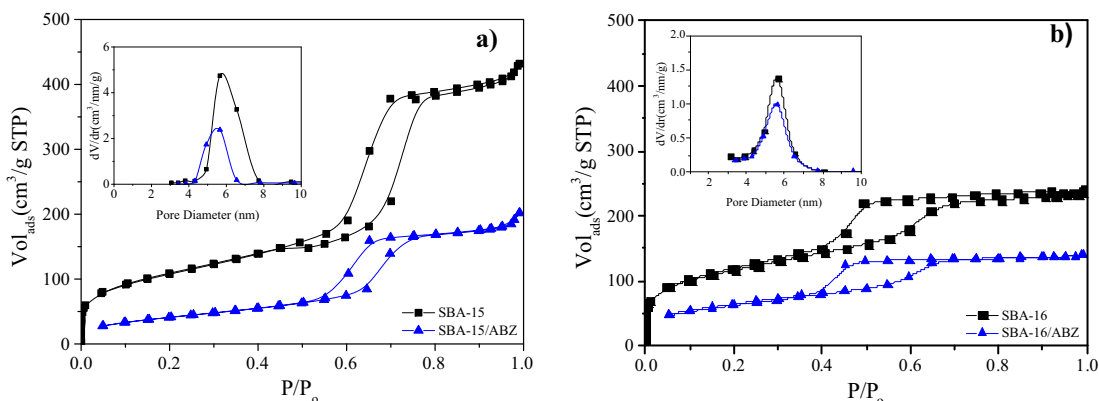 a)
500
400
300
200
100
0
Vol_ads(cm³/g STP)
0.0 0.2 0.4 0.6 0.8 1.0
P/P_o
6
4
2
0
dV/dr(cm³/nm/g)
0 2 4 6 8 10
Pore Diameter (nm)
SBA-15
SBA-15/ABZ
b)
500
400
300
200
100
0
Vol_ads(cm³/g STP)
0.0 0.2 0.4 0.6 0.8 1.0
P/P_o
2.0
1.5
1.0
0.5
0.0
dV/dr(cm³/nm/g)
0 2 4 6 8 10
Pore Diameter (nm)
SBA-16
SBA-16/ABZ